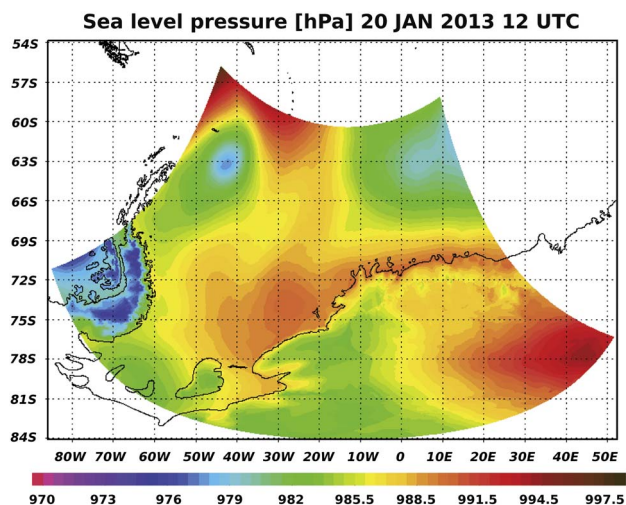 Sea level pressure [hPa] 20 JAN 2013 12 UTC
54S
57S
60S
63S
66S
69S
72S
75S
78S
81S
84S
80W 70W 60W 50W 40W 30W 20W 10W 0 10E 20E 30E 40E 50E
970 973 976 979 982 985.5 988.5 991.5 994.5 997.5